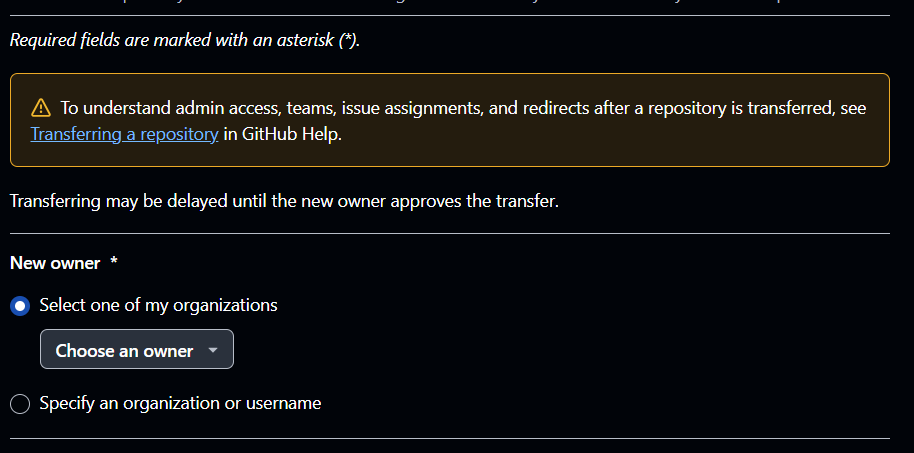 Required fields are marked with an asterisk (*).
To understand admin access, teams, issue assignments, and redirects after a repository is transferred, see
Transferring a repository in GitHub Help.
Transferring may be delayed until the new owner approves the transfer.
New owner *
Select one of my organizations
Choose an owner
Specify an organization or username